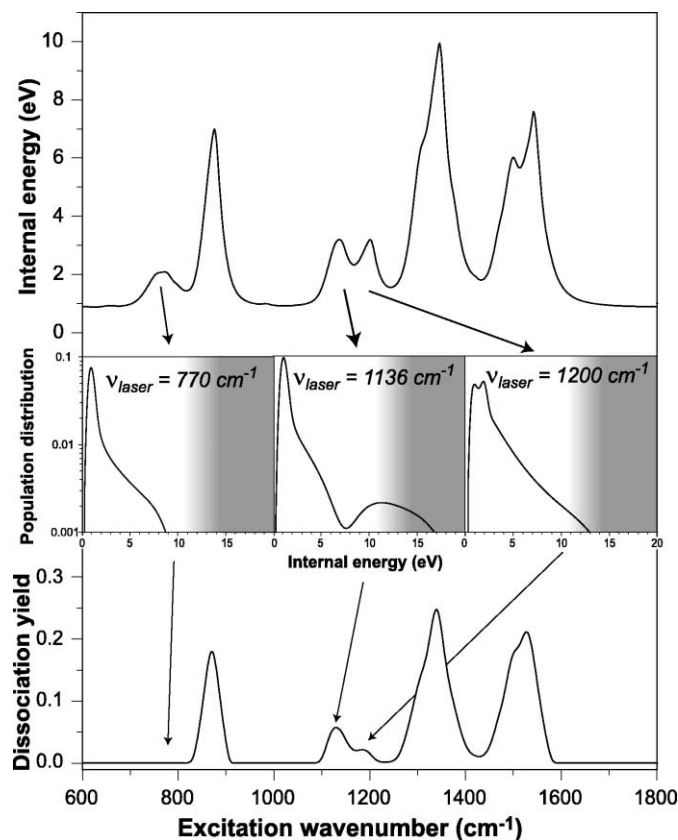 Internal energy (eV)
10
8
6
4
2
0
Population distribution
0.1
0.01
0.001
ν_laser = 770 cm⁻¹
ν_laser = 1136 cm⁻¹
ν_laser = 1200 cm⁻¹
0 5 10 15 0 5 10 15 0 5 10 15 20
Internal energy (eV)
Dissociation yield
0.3
0.2
0.1
0.0
600 800 1000 1200 1400 1600 1800
Excitation wavenumber (cm⁻¹)